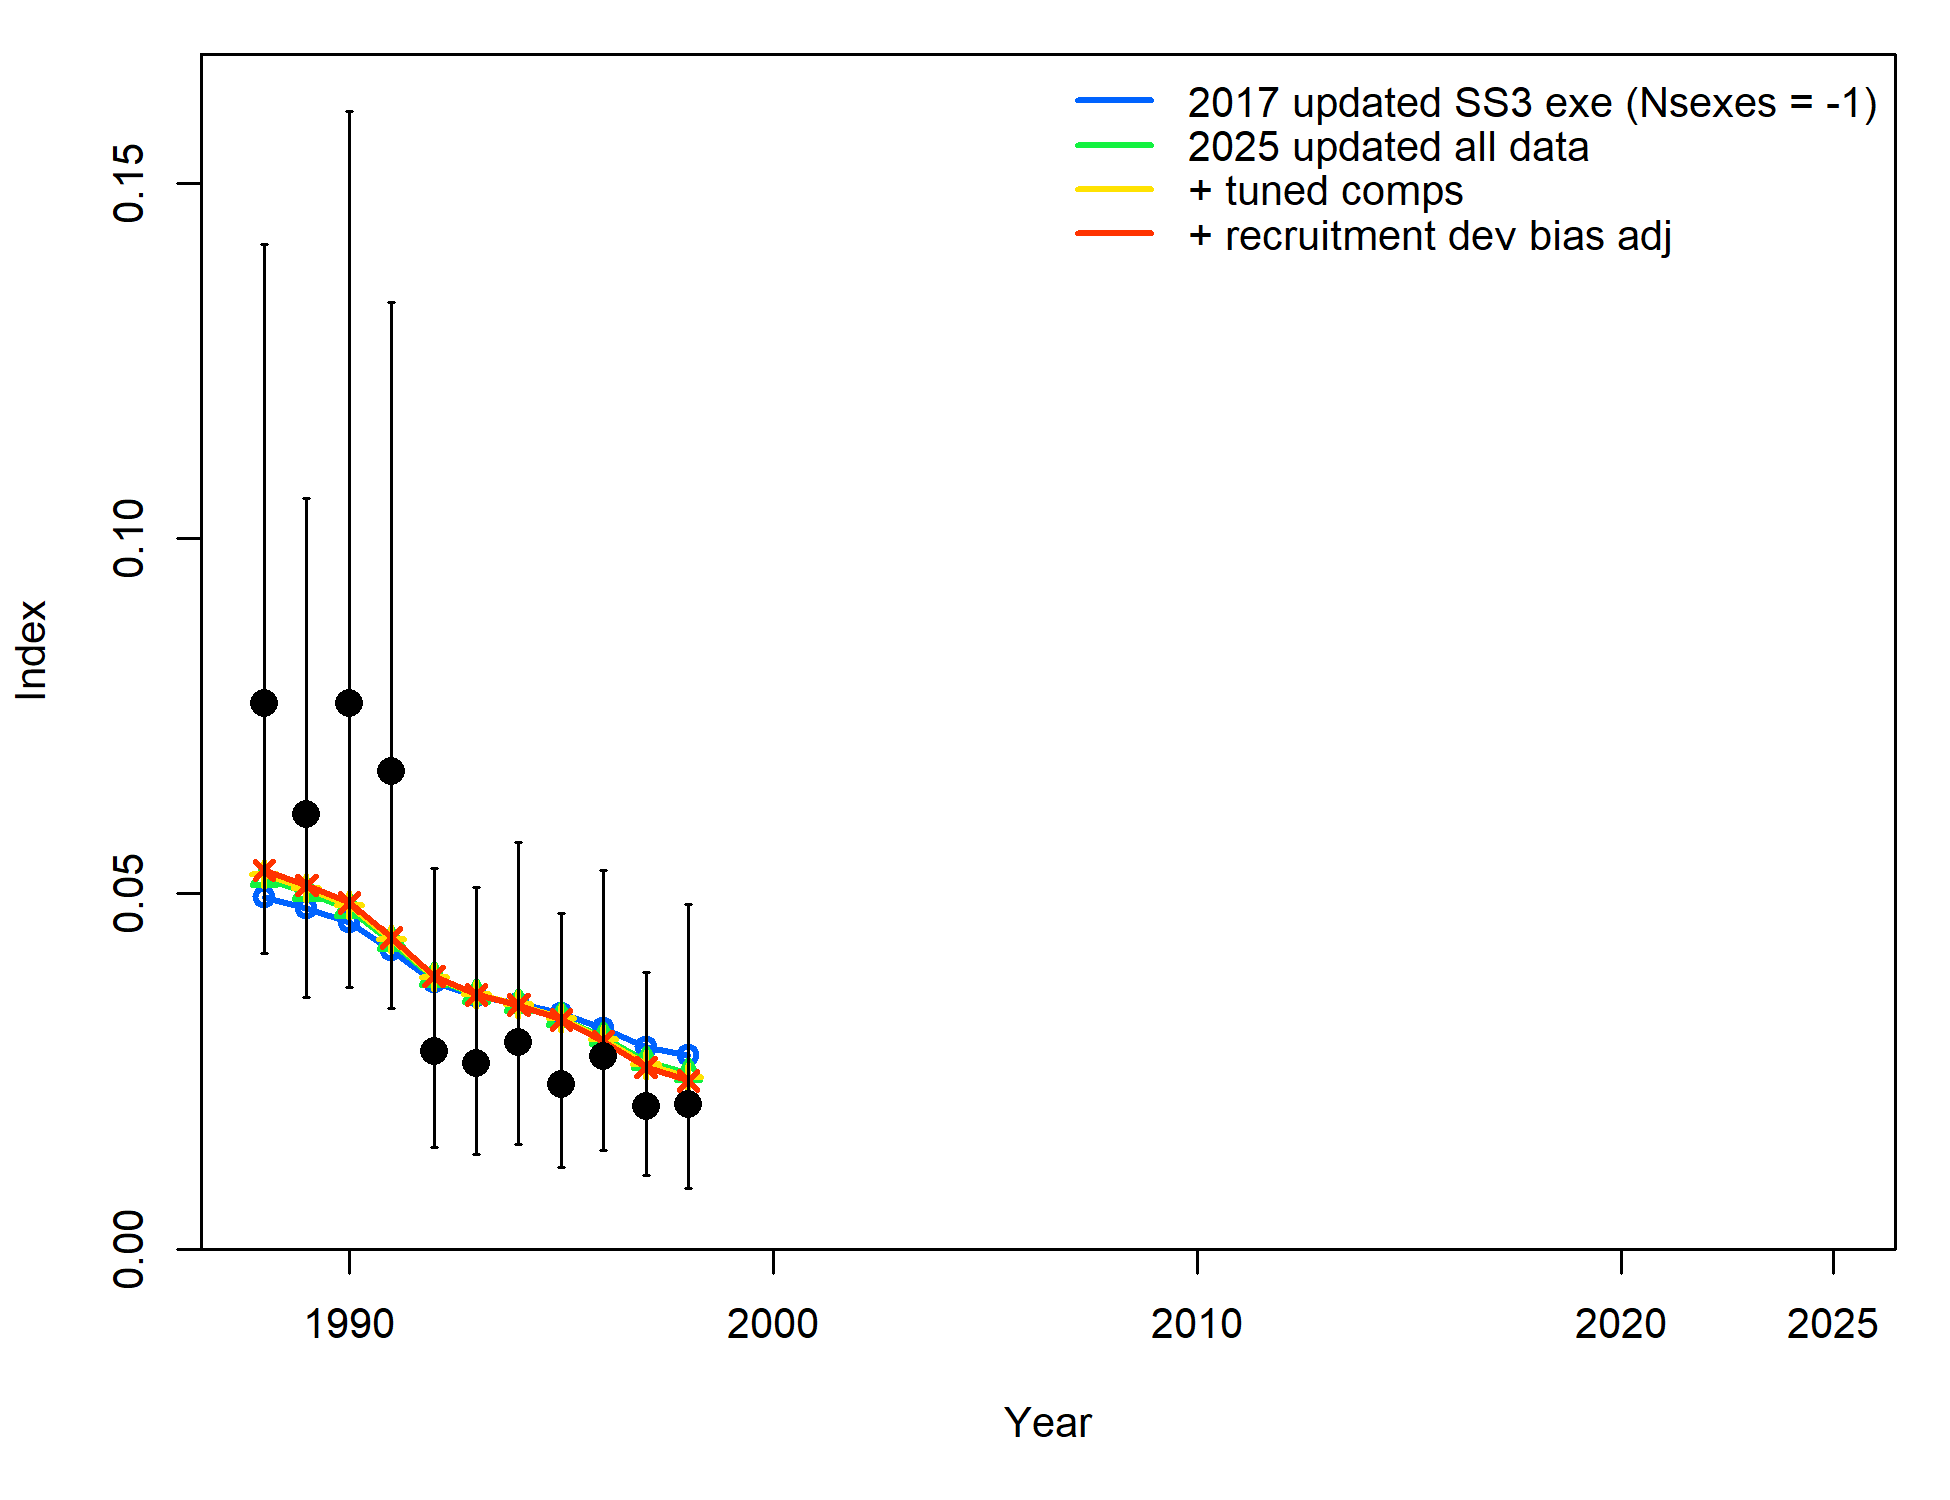 2017 updated SS3 exe (Nsexes = -1)
2025 updated all data
+ tuned comps
+ recruitment dev bias adj
0.15
0.10
0.05
0.00
Index
1990 2000 2010 2020 2025
Year